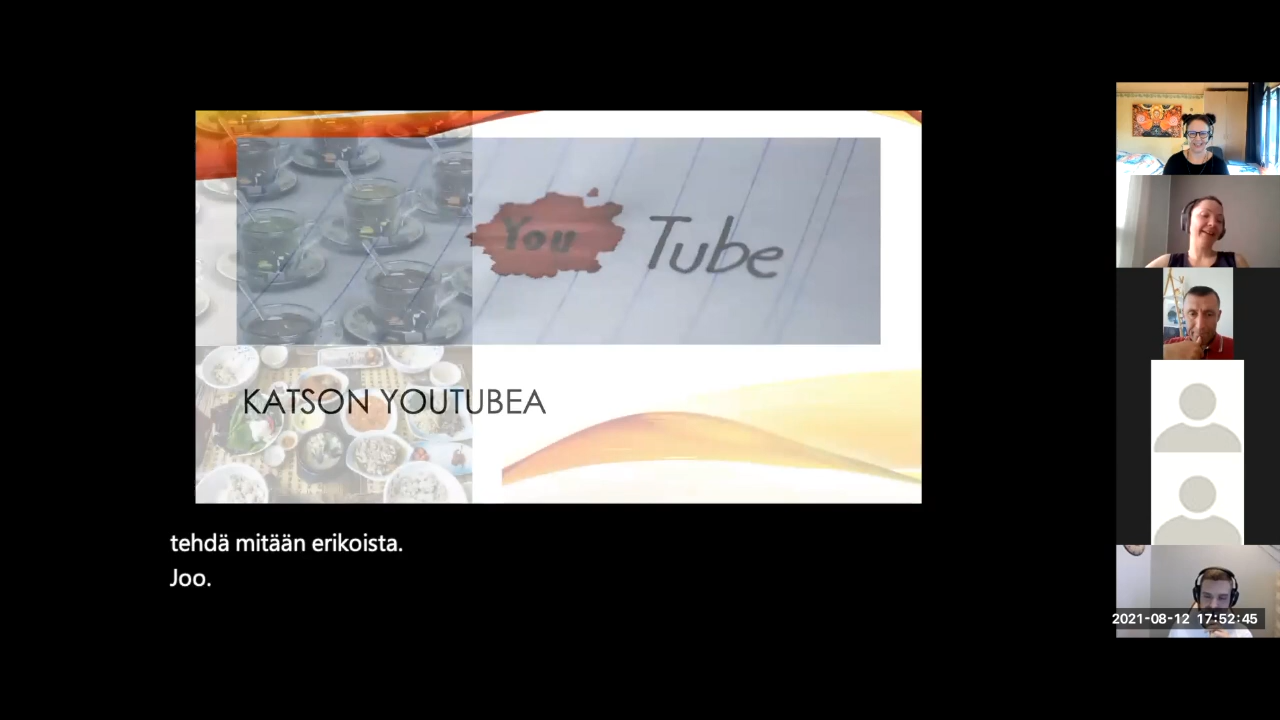 You Tube
KATSON YOUTUBEA
tehdä mitään erikoista.
Joo.
2021-08-12 17:52:45